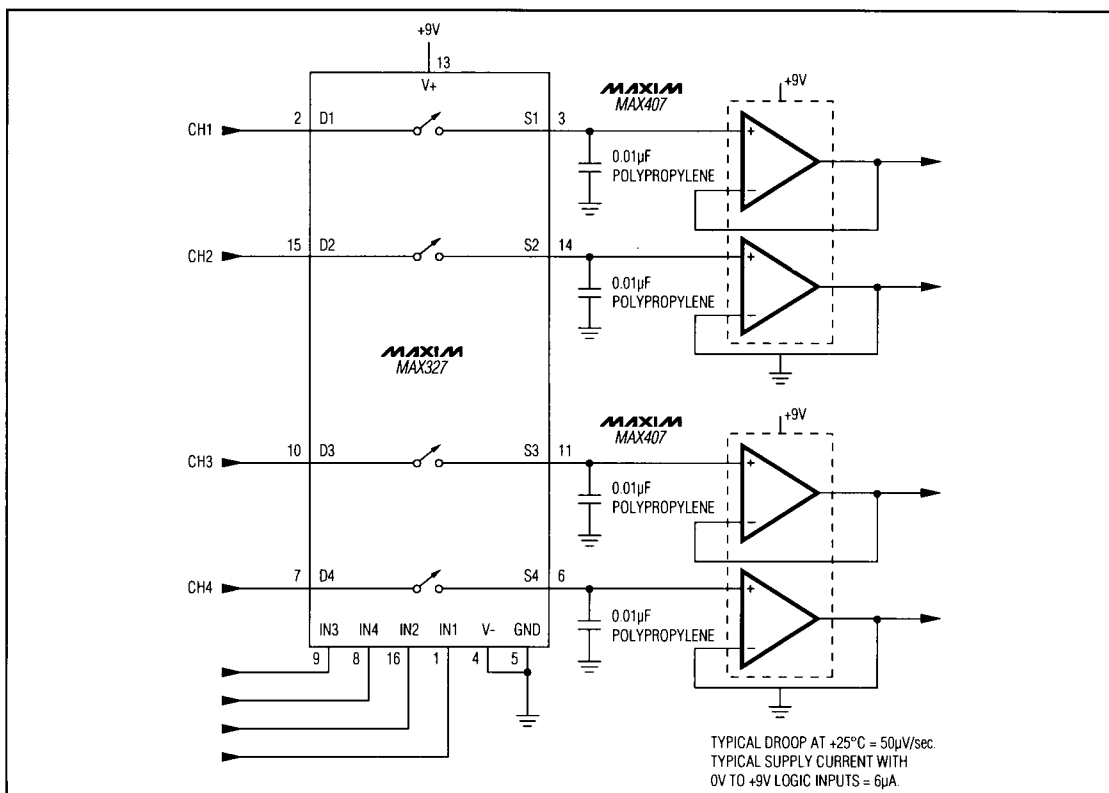 +9V
13
V+
MAXIM
MAX407
+9V
CH1
2
D1
S1
3
+
0.01µF
POLYPROPYLENE
−
CH2
15
D2
S2
14
+
0.01µF
POLYPROPYLENE
−
MAXIM
MAX327
MAXIM
MAX407
+9V
CH3
10
D3
S3
11
+
0.01µF
POLYPROPYLENE
−
CH4
7
D4
S4
6
+
0.01µF
POLYPROPYLENE
−
IN3 IN4 IN2 IN1 V- GND
9 8 16 1 4 5
TYPICAL DROOP AT +25°C = 50µV/sec.
TYPICAL SUPPLY CURRENT WITH
0V TO +9V LOGIC INPUTS = 6µA.